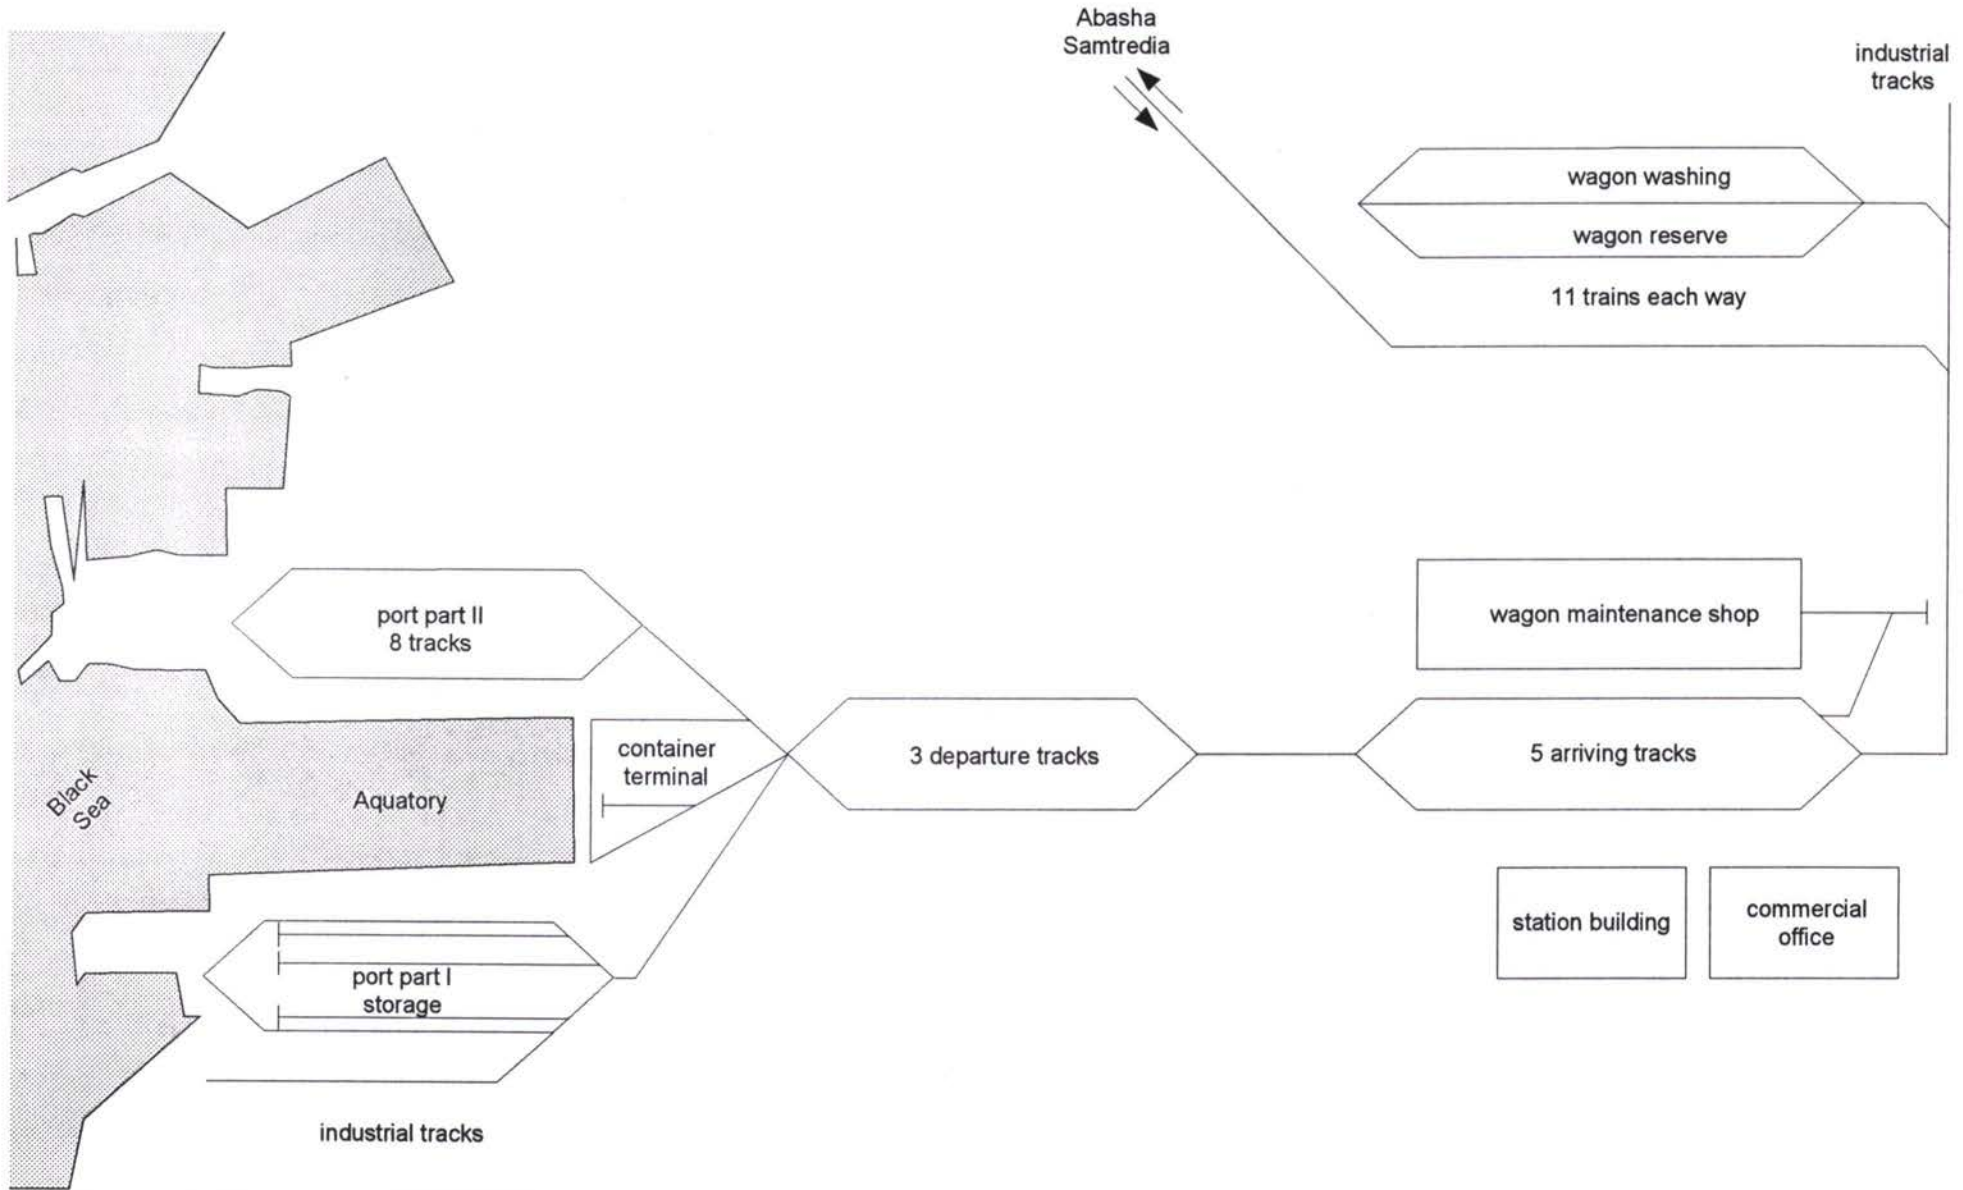 Abasha
Samtredia
industrial
tracks
wagon washing
wagon reserve
11 trains each way
port part II
8 tracks
wagon maintenance shop
container
terminal
3 departure tracks
5 arriving tracks
Black
Sea
Aquatory
station building
commercial
office
port part I
storage
industrial tracks